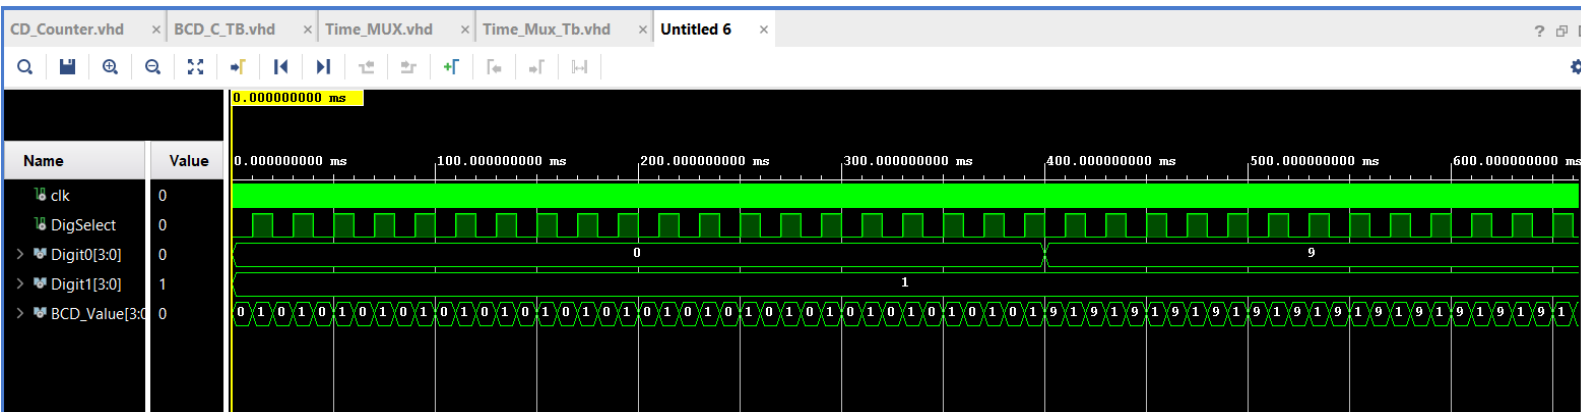 CD_Counter.vhd × BCD_C_TB.vhd × Time_MUX.vhd × Time_Mux_Tb.vhd × Untitled 6 × ?
0.000000000 ms
Name Value 0.000000000 ms 100.000000000 ms 200.000000000 ms 300.000000000 ms 400.000000000 ms 500.000000000 ms 600.000000000 ms
clk 0
DigSelect 0
> Digit0[3:0] 0 0 9
> Digit1[3:0] 1 1
> BCD_Value[3:0 0 0 1 0 1 0 1 0 1 0 1 0 1 0 1 0 1 0 1 0 1 0 1 0 1 0 1 0 1 0 1 0 1 0 1 0 1 0 1 0 1 9 1 9 1 9 1 9 1 9 1 9 1 9 1 9 1 9 1 9 1 9 1 9 1 9 1